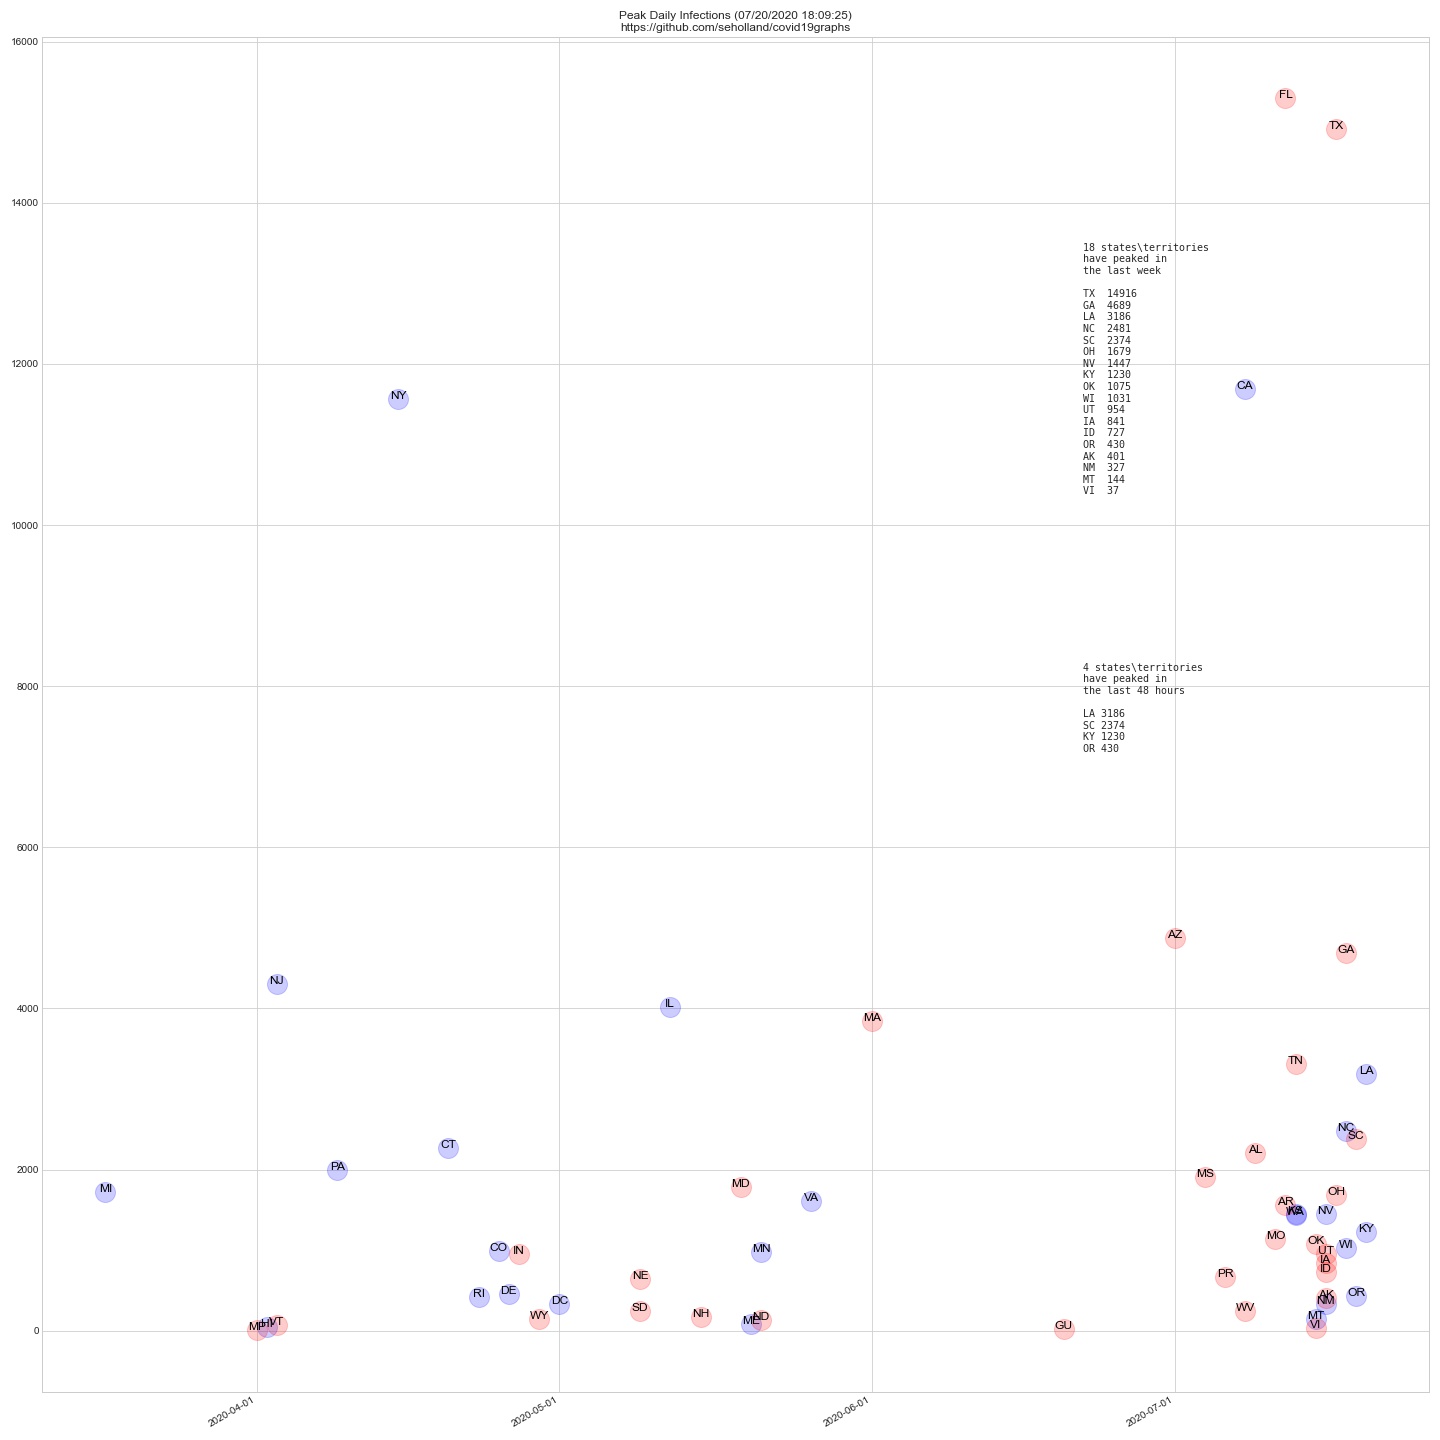 Peak Daily Infections (07/20/2020 18:09:25)
https://github.com/seholland/covid19graphs
16000
FL
TX
14000
18 states\territories
have peaked in
the last week
TX 14916
GA 4689
LA 3186
NC 2481
SC 2374
OH 1679
NV 1447
KY 1230
OK 1075
WI 1031
UT 954
IA 841
ID 727
OR 430
AK 401
NM 327
MT 144
VI 37
12000
NY
CA
10000
4 states\territories
have peaked in
the last 48 hours
LA 3186
SC 2374
KY 1230
OR 430
8000
6000
AZ
GA
NJ
IL
4000
MA
TN
LA
NC
SC
CT
AL
PA
2000
MS
MI
MD
OH
VA
AR
NV
KY
MO
OK
WI
CO
IN
MN
UT
IA
ID
PR
NE
RI
DE
DC
AK
NM
OR
SD
WV
WY
NH
ME
ND
MT
VI
GU
MP
VT
0
2020-04-01
2020-05-01
2020-06-01
2020-07-01